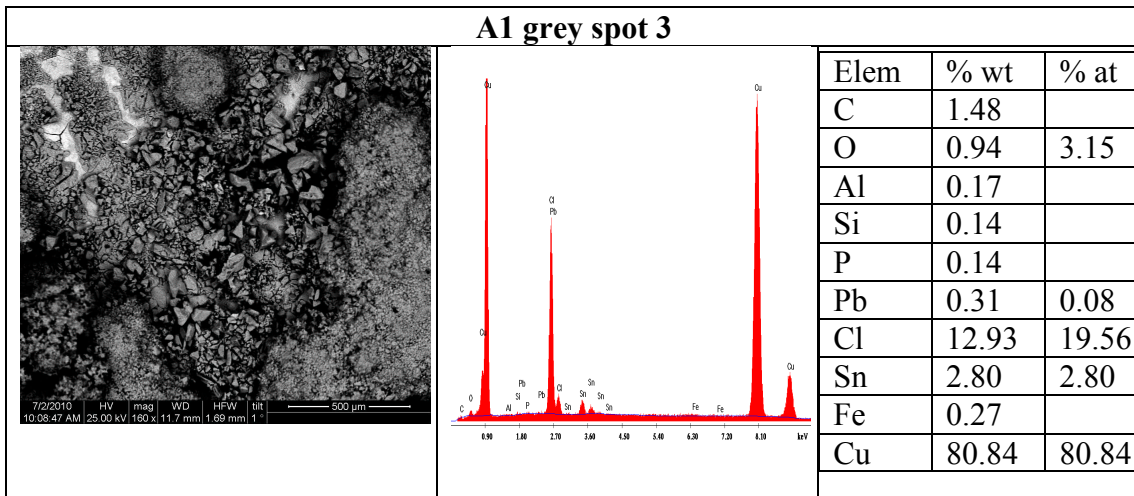 A1 grey spot 3
7/2/2010 HV mag WD HFW tilt
10:08:47 AM 25.00 kV 160 x 11.7 mm 1.69 mm 1 ° 500 µm
Cu
Cu
Cl
Pb
Cu
O
C
Al
Si
Pb
P
Pb
Cl
Sn
Sn
Sn
Sn
Sn
Fe
Fe
Cu
0.90 1.80 2.70 3.60 4.50 5.40 6.30 7.20 8.10 keV
Elem % wt % at
C 1.48
O 0.94 3.15
Al 0.17
Si 0.14
P 0.14
Pb 0.31 0.08
Cl 12.93 19.56
Sn 2.80 2.80
Fe 0.27
Cu 80.84 80.84